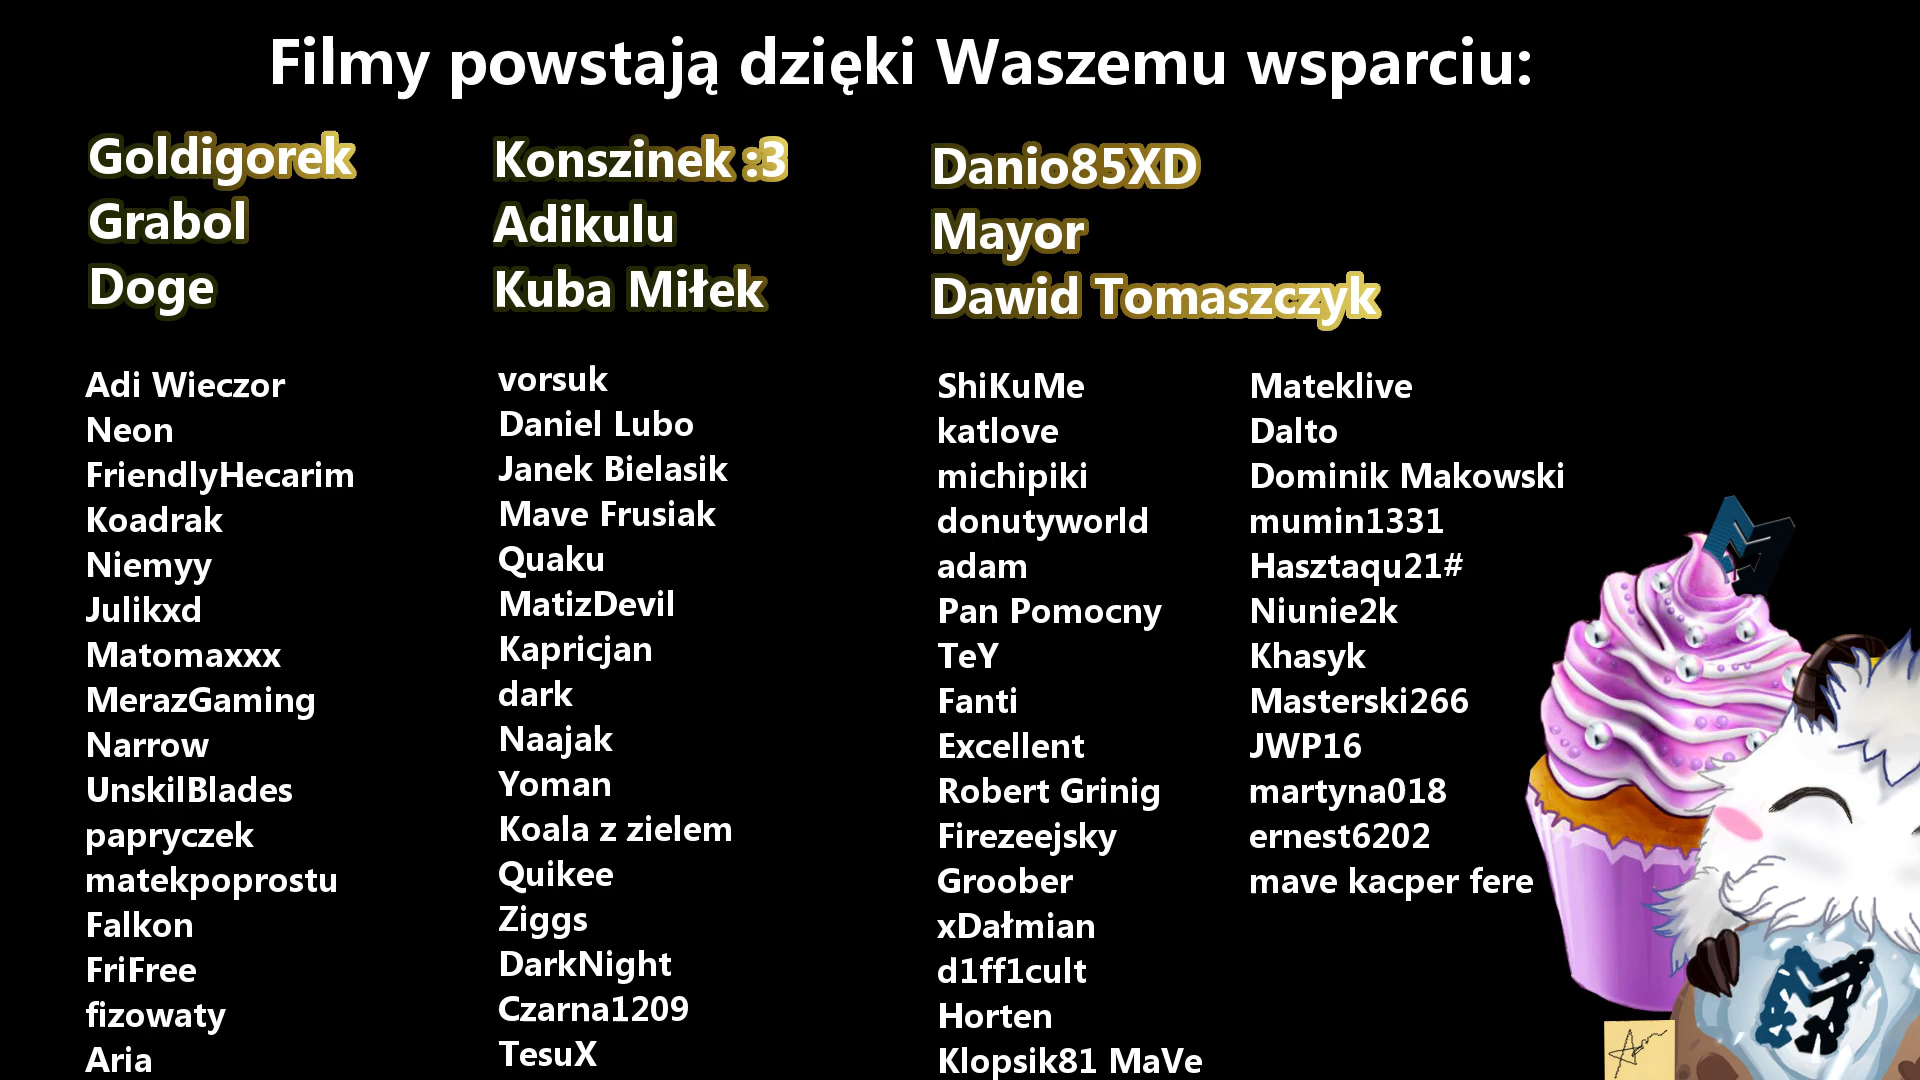 Filmy powstają dzięki Waszemu wsparciu:
Goldigorek
Grabol
Doge
Konszinek :3
Adikulu
Kuba Miłek
Danio85XD
Mayor
Dawid Tomaszczyk
Adi Wieczor
Neon
FriendlyHecarim
Koadrak
Niemyy
Julikxd
Matomaxxx
MerazGaming
Narrow
UnskilBlades
papryczek
matekpoprostu
Falkon
FriFree
fizowaty
Aria
vorsuk
Daniel Lubo
Janek Bielasik
Mave Frusiak
Quaku
MatizDevil
Kapricjan
dark
Naajak
Yoman
Koala z zielem
Quikee
Ziggs
DarkNight
Czarna1209
TesuX
ShiKuMe
katlove
michipiki
donutyworld
adam
Pan Pomocny
TeY
Fanti
Excellent
Robert Grinig
Firezeejsky
Groober
xDałmian
d1ff1cult
Horten
Klopsik81 MaVe
Mateklive
Dalto
Dominik Makowski
mumin1331
Hasztaqu21#
Niunie2k
Khasyk
Masterski266
JWP16
martyna018
ernest6202
mave kacper fere